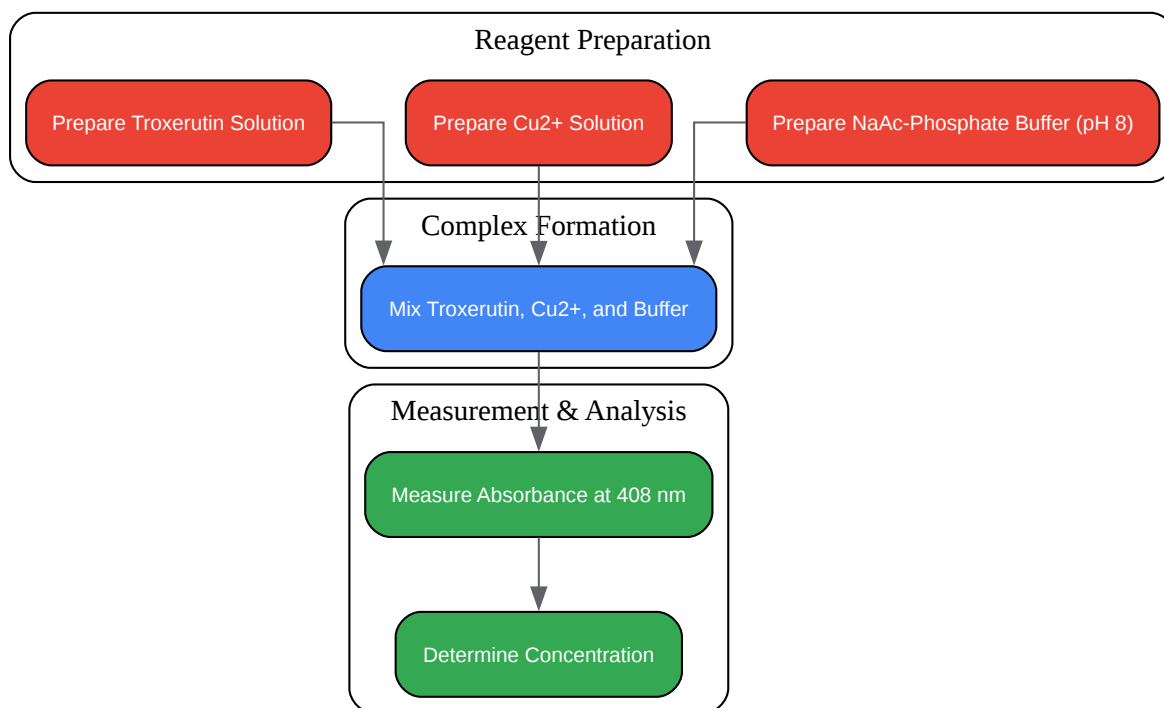 Reagent Preparation
Prepare Troxerutin Solution
Prepare Cu2+ Solution
Prepare NaAc-Phosphate Buffer (pH 8)
Complex Formation
Mix Troxerutin, Cu2+, and Buffer
Measurement & Analysis
Measure Absorbance at 408 nm
Determine Concentration